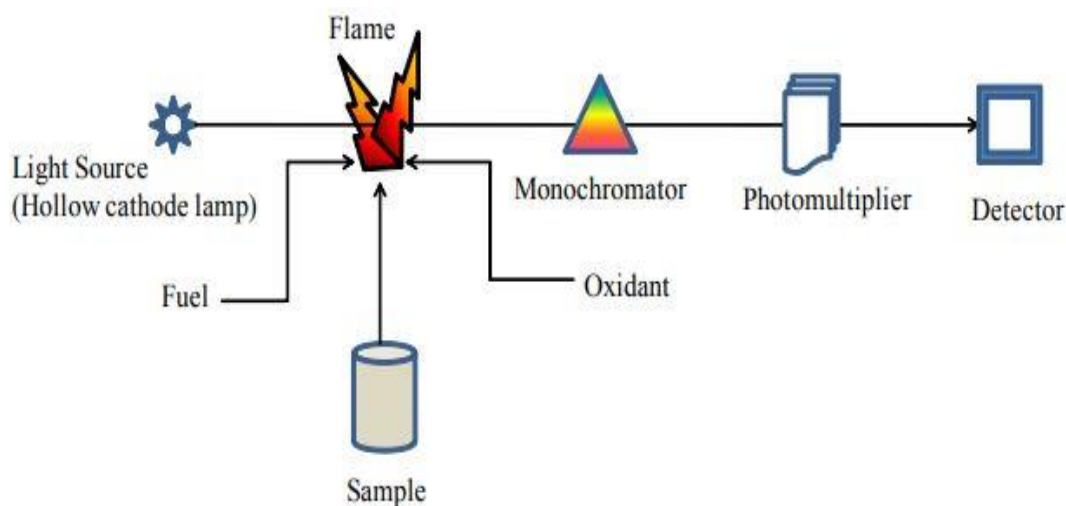 Flame
Light Source
(Hollow cathode lamp)
Monochromator
Photomultiplier
Detector
Fuel
Oxidant
Sample